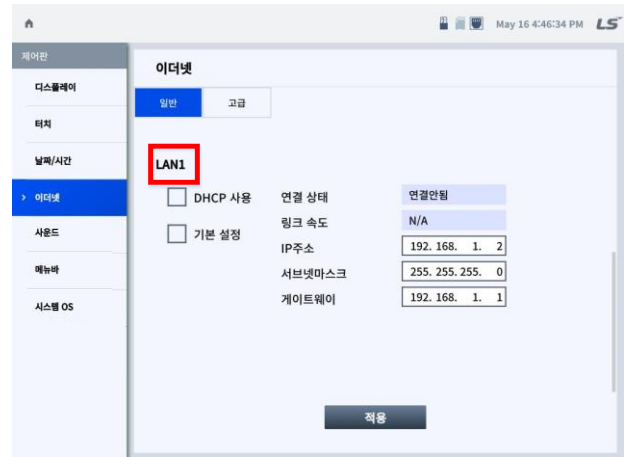 May 16 4:46:34 PM LS
제어판
디스플레이
터치
날짜/시간
> 이더넷
사운드
메뉴바
시스템 OS
이더넷
일반 고급
LAN1
DHCP 사용
기본 설정
연결 상태 연결안됨
링크 속도 N/A
IP주소 192. 168. 1. 2
서브넷마스크 255. 255. 255. 0
게이트웨이 192. 168. 1. 1
적용